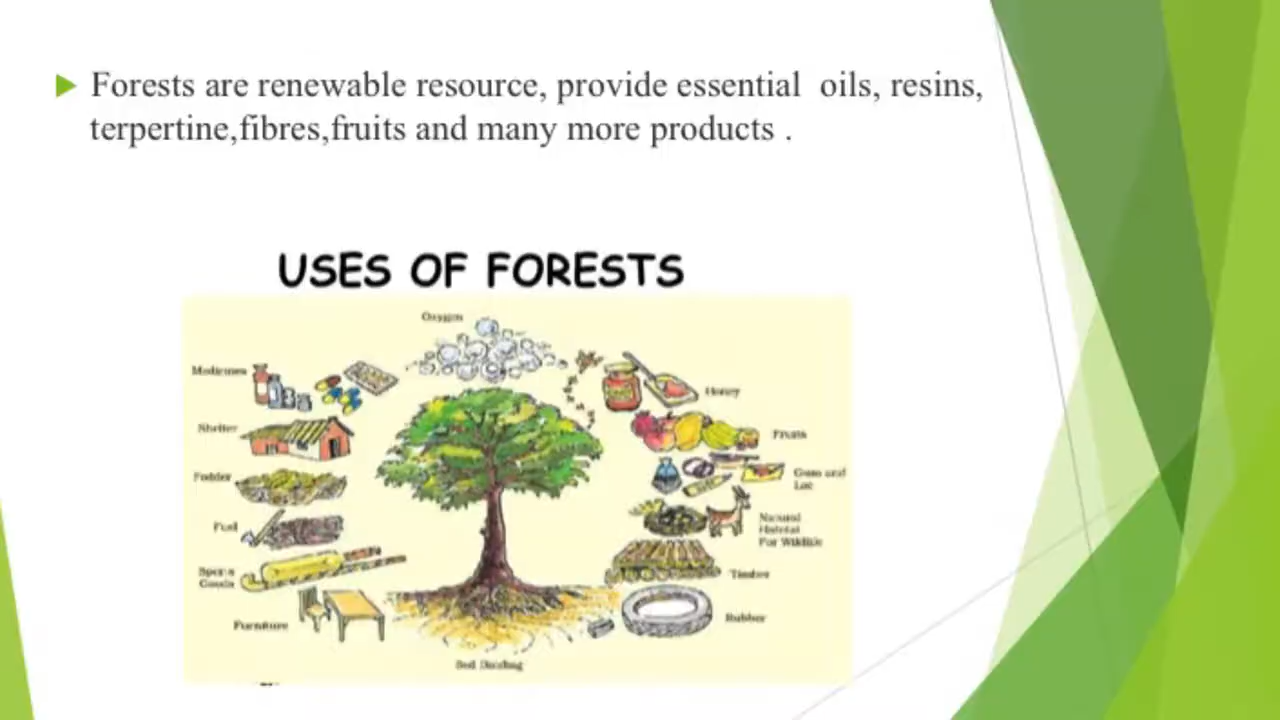 Forests are renewable resource, provide essential oils, resins,
terpertine,fibres,fruits and many more products .
USES OF FORESTS
Oxygen
Medicines
Honey
Shelter
Fruits
Fodder
Gum and
Lac
Fuel
Natural
Habitat
For Wildlife
Sports
Goods
Timber
Furniture
Rubber
Soil Binding